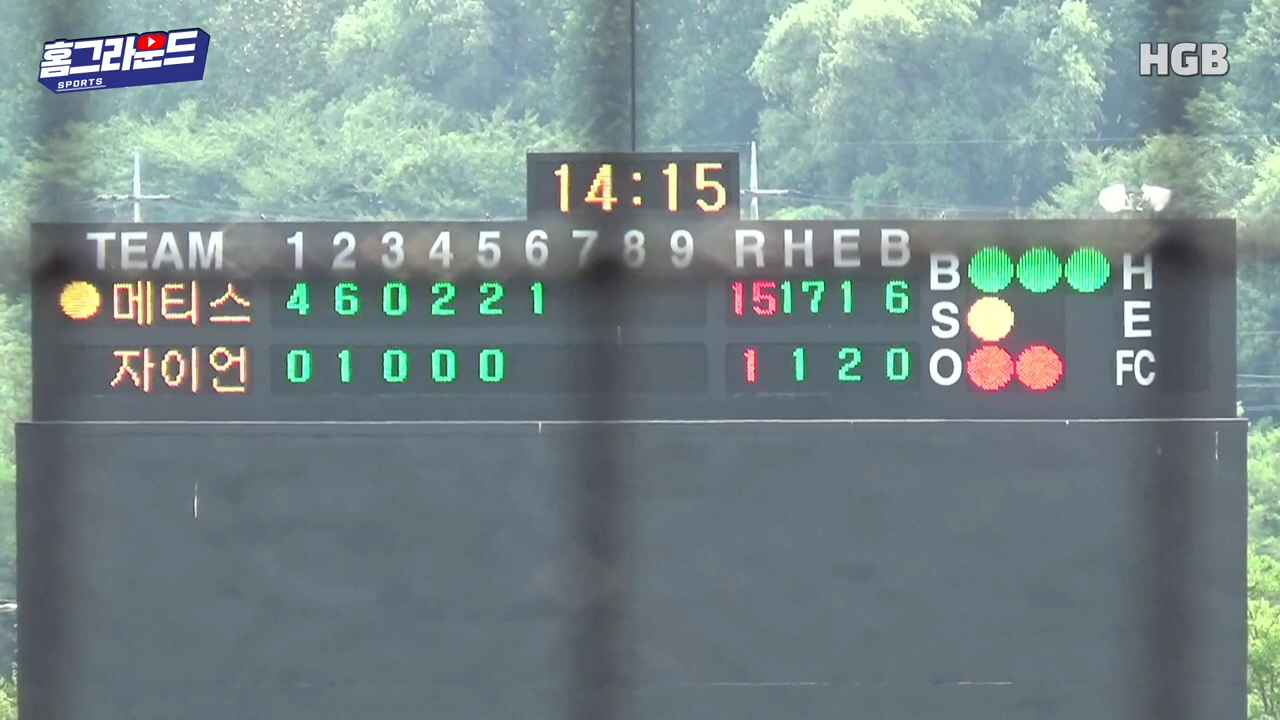 홈그라운드
SPORTS
HGB
14:15
TEAM 1 2 3 4 5 6 7 8 9 R H E B
메티스 4 6 0 2 2 1 15 17 1 6
자이언 0 1 0 0 0 1 1 2 0
B H
S E
O FC